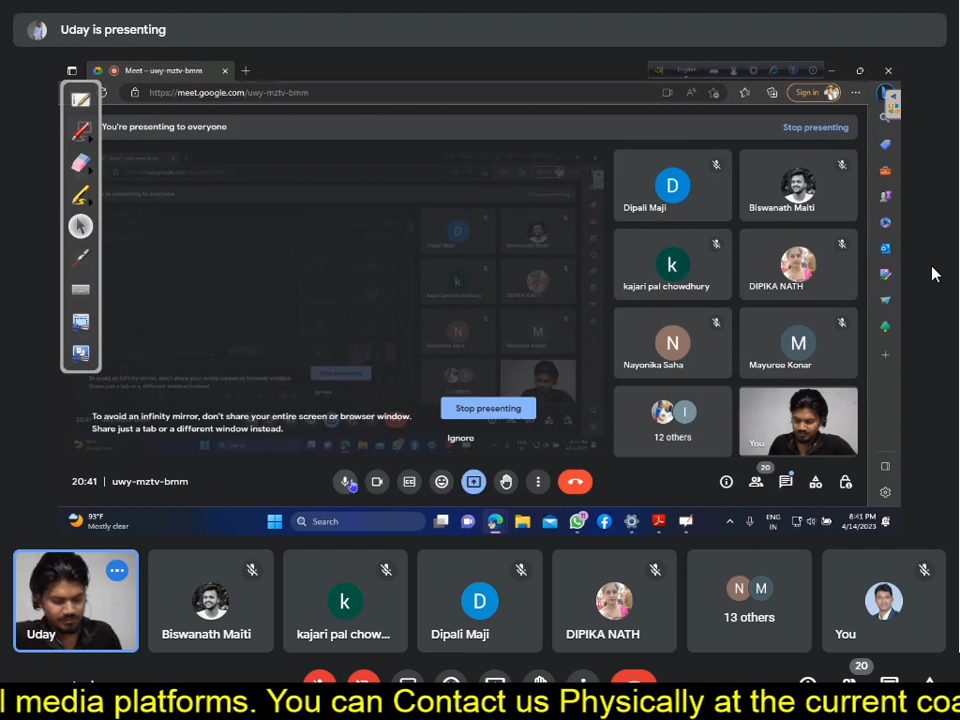 Uday is presenting
Meet – uwy-mztv-bmm
English
https://meet.google.com/uwy-mztv-bmm
Sign in
You're presenting to everyone
Stop presenting
Dipali Maji
Biswanath Maiti
kajari pal chowdhury
DIPIKA NATH
Nayonika Saha
Mayuree Konar
12 others
You
D
k
N
M
I
To avoid an infinity mirror, don't share your entire screen or browser window.
Share just a tab or a different window instead.
Stop presenting
Ignore
20:41 | uwy-mztv-bmm
20
93°F
Mostly clear
Search
ENG
IN
8:41 PM
4/14/2023
Uday
Biswanath Maiti
k
kajari pal chow...
D
Dipali Maji
DIPIKA NATH
N M
13 others
You
20
l media platforms. You can Contact us Physically at the current coa